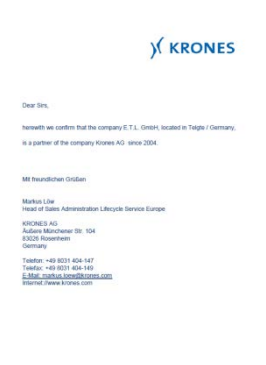 KRONES
Dear Sirs,
herewith we confirm that the company E.T.L. GmbH, located in Telgte / Germany,
is a partner of the company Krones AG since 2004.
Mit freundlichen Grüßen
Markus Löw
Head of Sales Administration Lifecycle Service Europe
KRONES AG
Äußere Münchener Str. 104
83026 Rosenheim
Germany
Telefon: +49 8031 404-147
Telefax: +49 8031 404-149
E-Mail: markus.loew@krones.com
Internet://www.krones.com